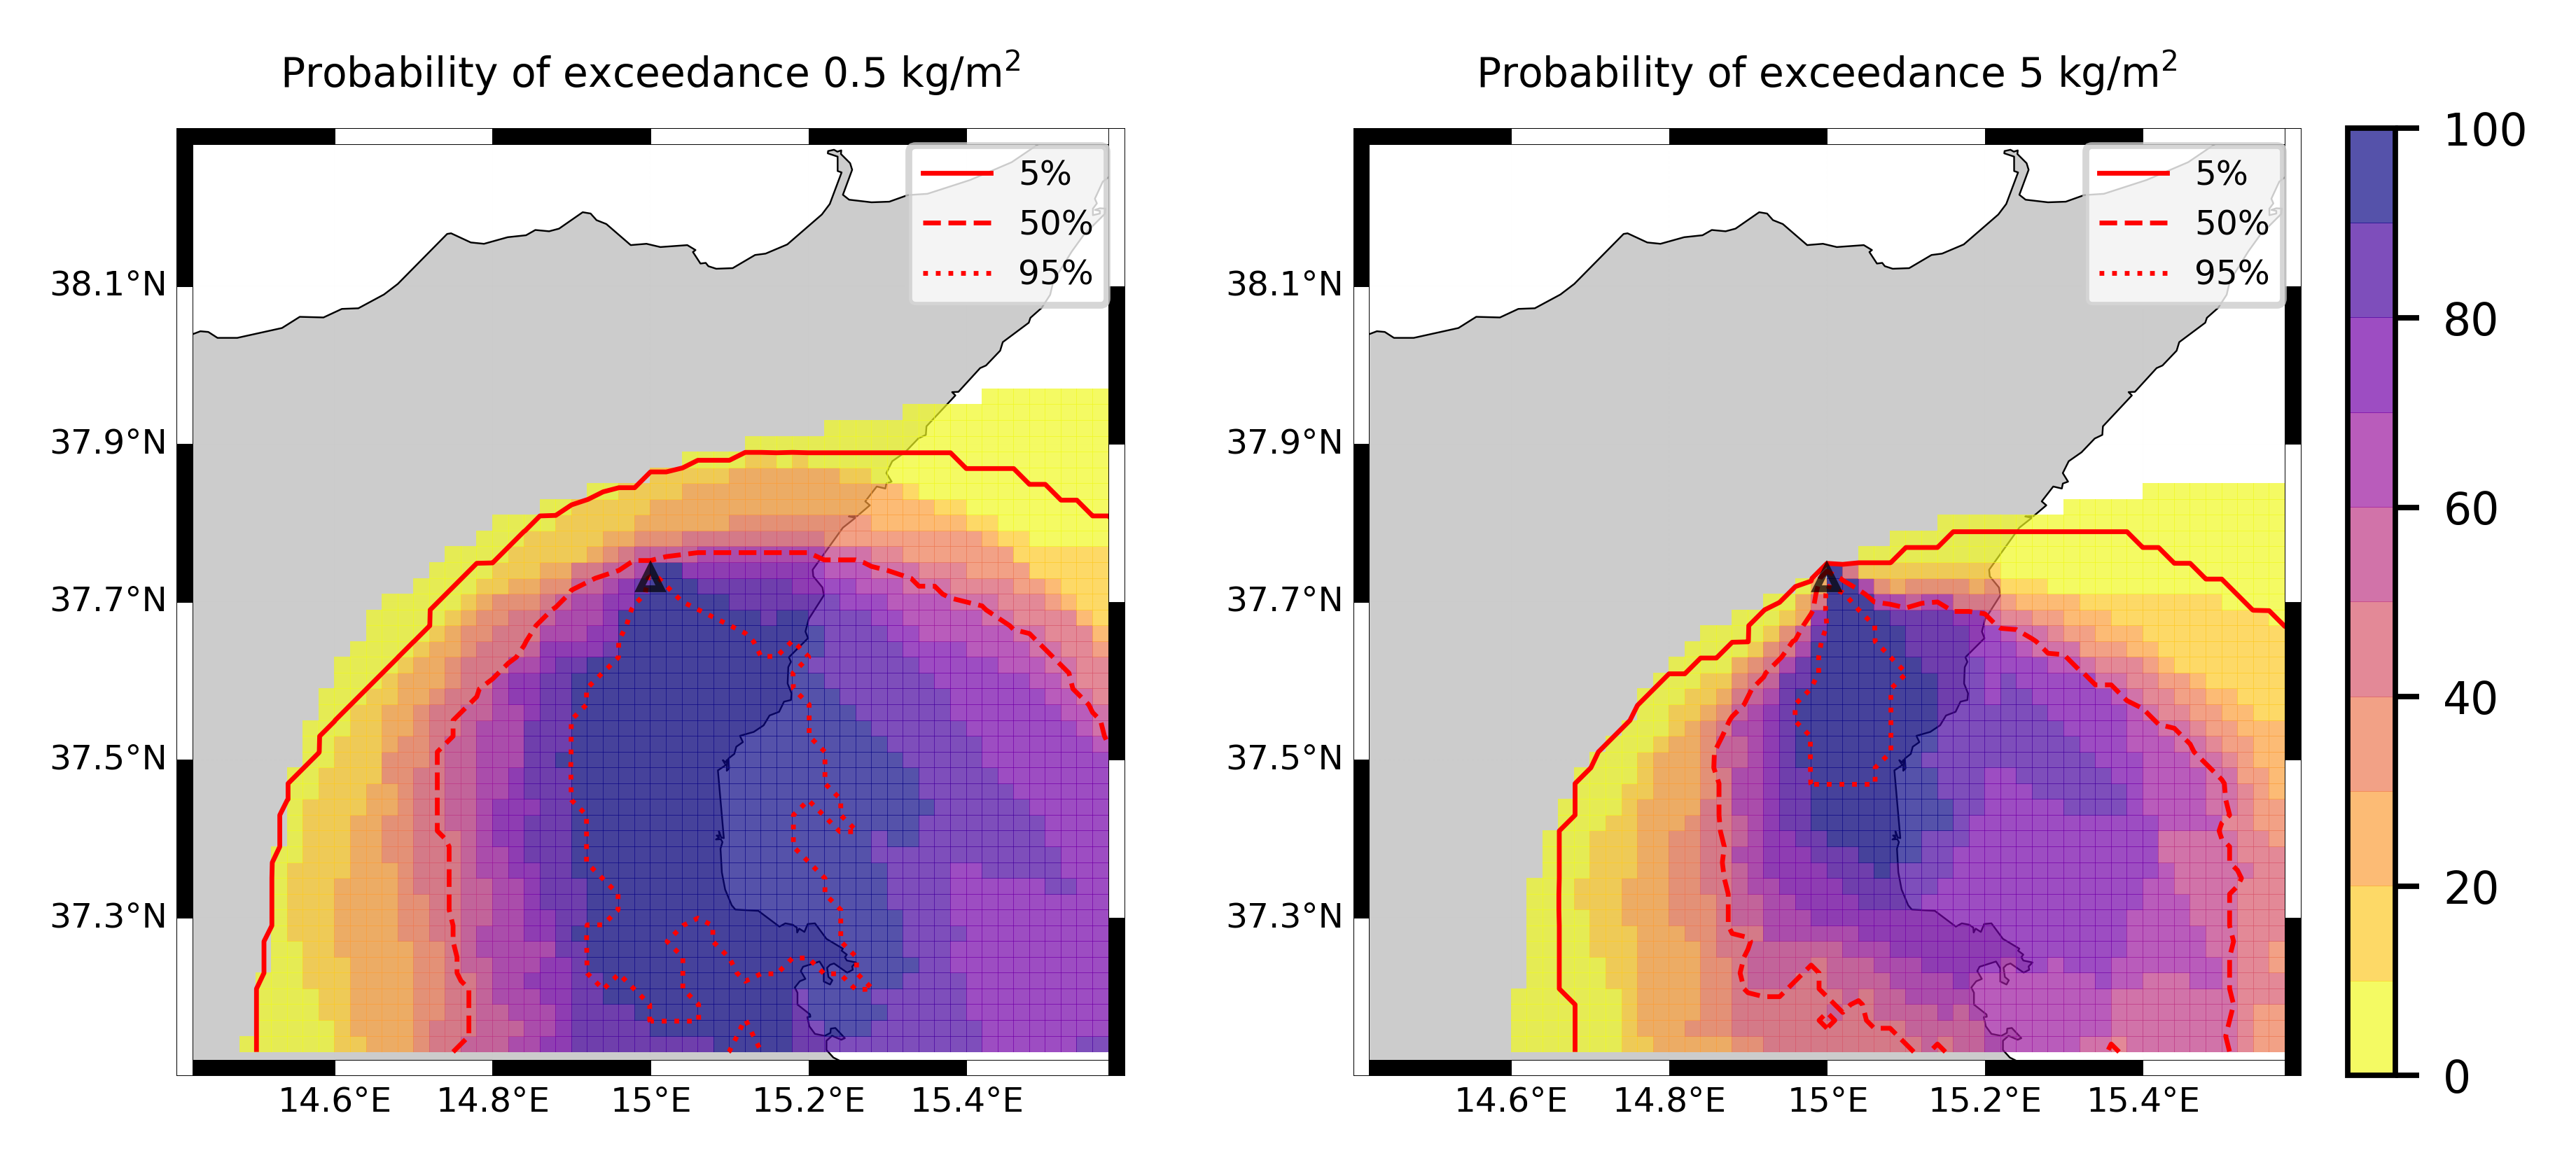 Probability of exceedance 0.5 kg/m²
5%
50%
95%
38.1°N
37.9°N
37.7°N
37.5°N
37.3°N
14.6°E
14.8°E
15°E
15.2°E
15.4°E
Probability of exceedance 5 kg/m²
5%
50%
95%
38.1°N
37.9°N
37.7°N
37.5°N
37.3°N
14.6°E
14.8°E
15°E
15.2°E
15.4°E
100
80
60
40
20
0